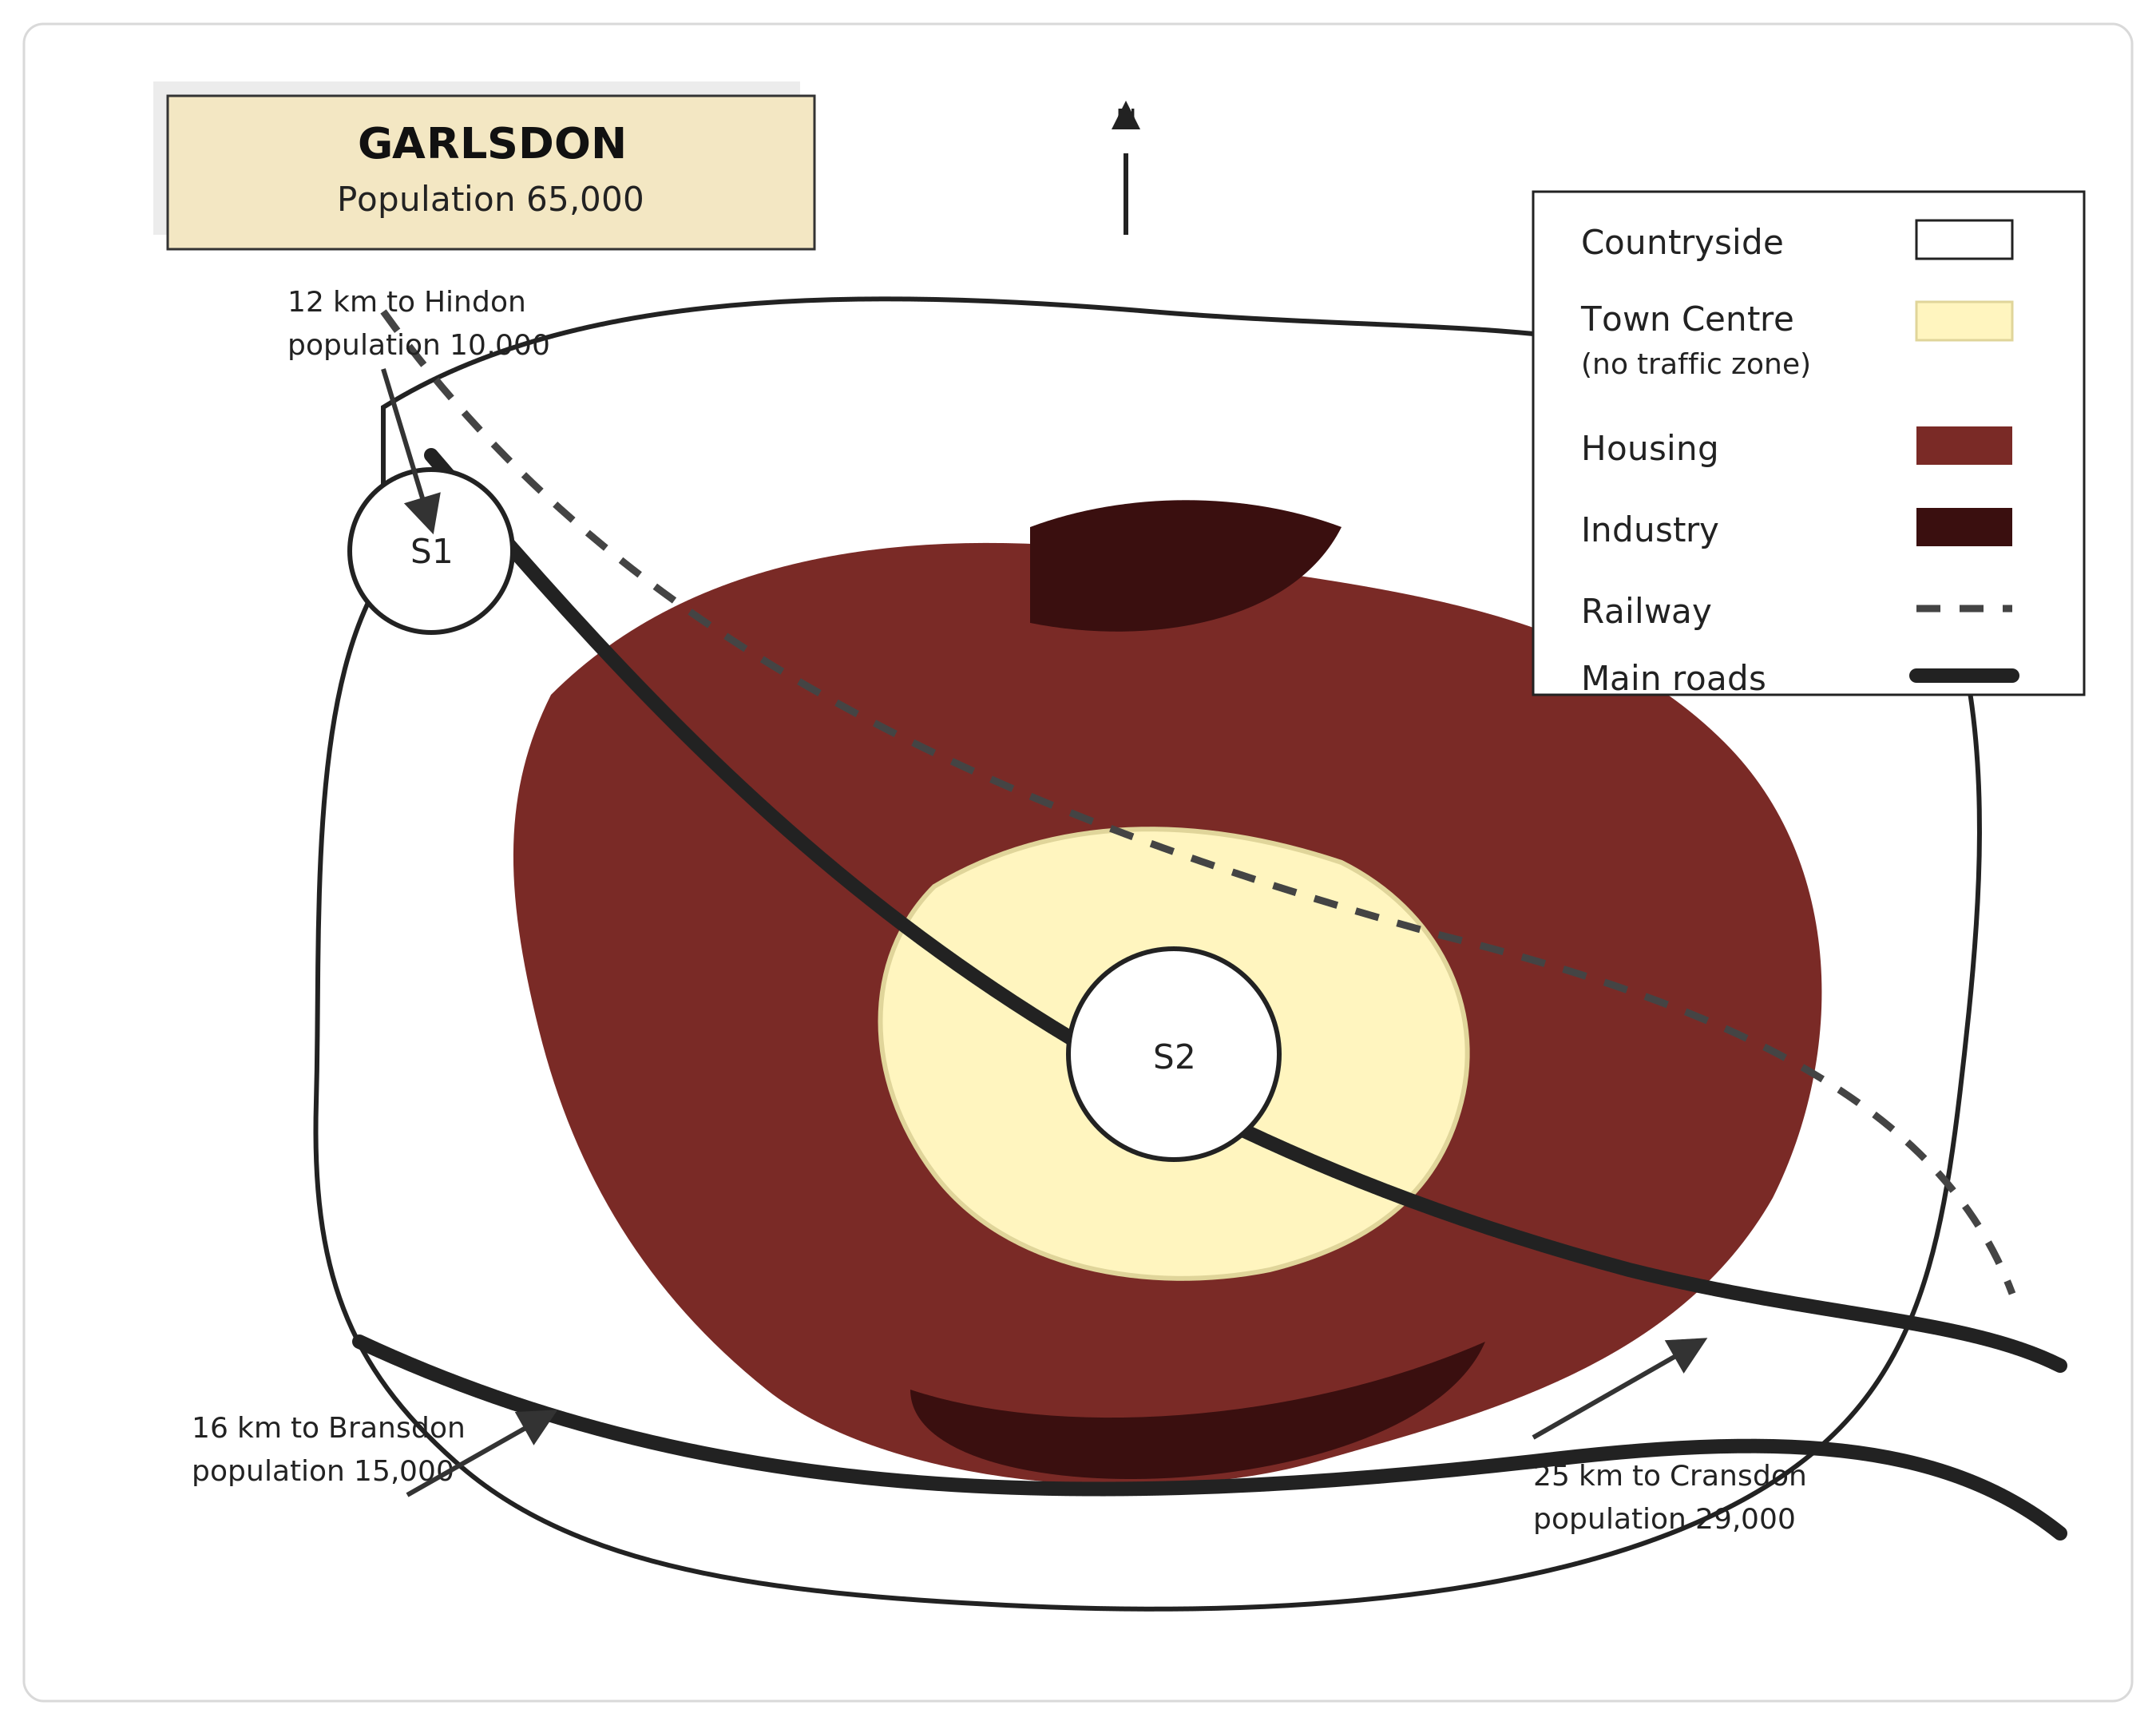 GARLSDON
Population 65,000
N
12 km to Hindon
population 10,000
Countryside
Town Centre
(no traffic zone)
Housing
Industry
Railway
Main roads
S1
S2
16 km to Bransdon
population 15,000
25 km to Cransdon
population 29,000